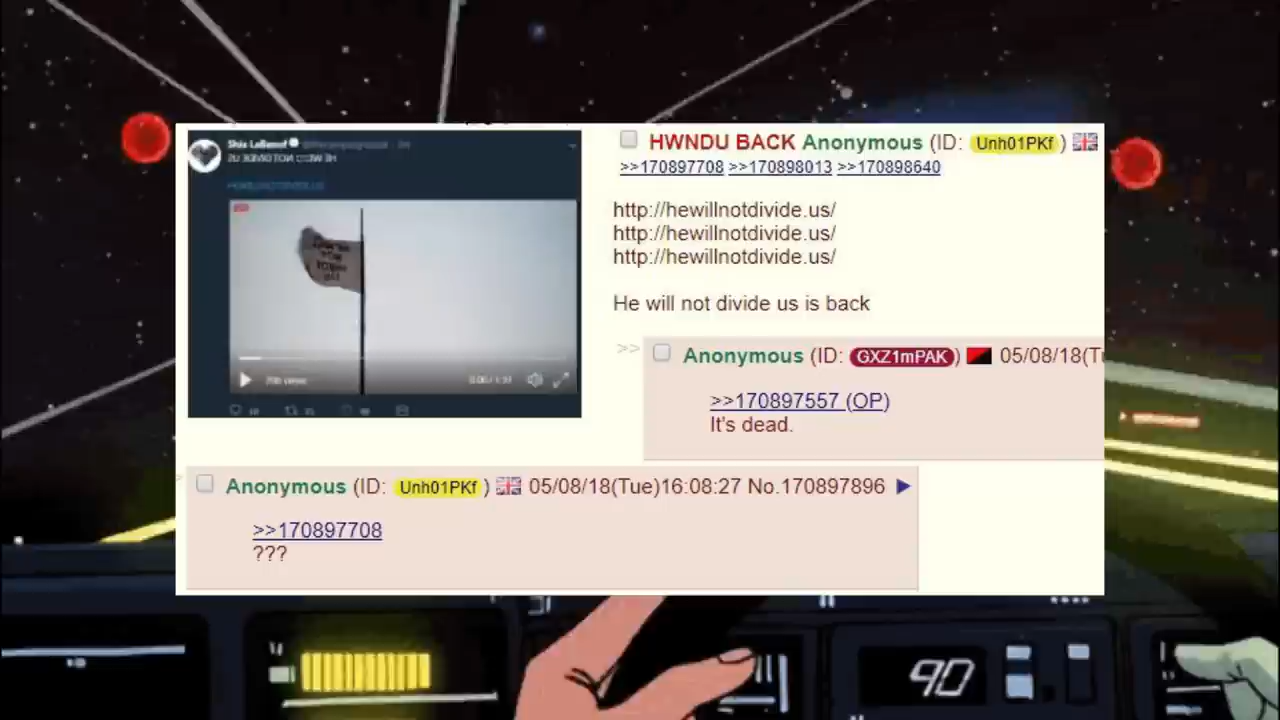 Shia LaBeouf
HWNDU BACK Anonymous (ID: Unh01PKf)
>>170897708 >>170898013 >>170898640
http://hewillnotdivide.us/
http://hewillnotdivide.us/
http://hewillnotdivide.us/
He will not divide us is back
>> Anonymous (ID: GXZ1mPAK) 05/08/18(Tu
>>170897557 (OP)
It's dead.
Anonymous (ID: Unh01PKf) 05/08/18(Tue)16:08:27 No.170897896
>>170897708
???
90